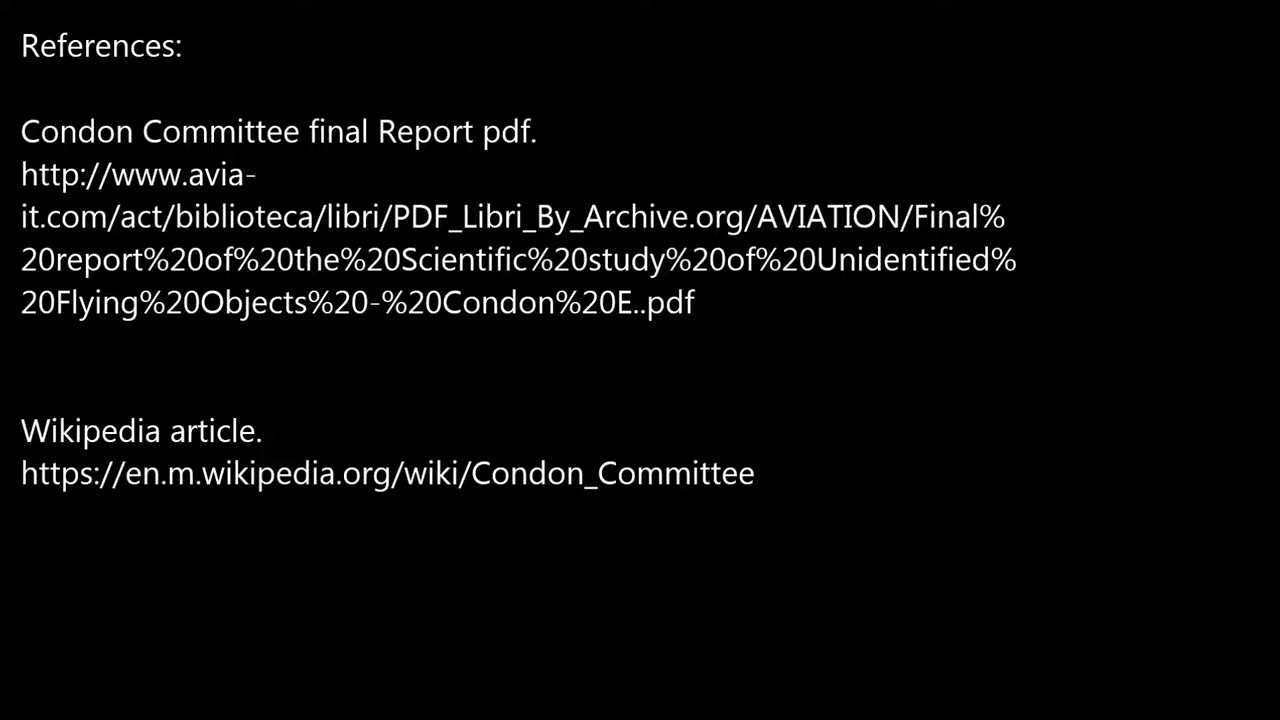 References:
Condon Committee final Report pdf.
http://www.avia-
it.com/act/biblioteca/libri/PDF_Libri_By_Archive.org/AVIATION/Final%
20report%20of%20the%20Scientific%20study%20of%20Unidentified%
20Flying%20Objects%20-%20Condon%20E..pdf
Wikipedia article.
https://en.m.wikipedia.org/wiki/Condon_Committee